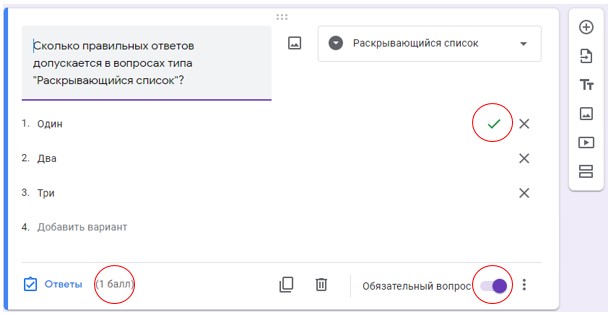 Сколько правильных ответов
допускается в вопросах типа
"Раскрывающийся список"?
Раскрывающийся список
1. Один
2. Два
3. Три
4. Добавить вариант
Ответы (1 балл)
Обязательный вопрос
Тт